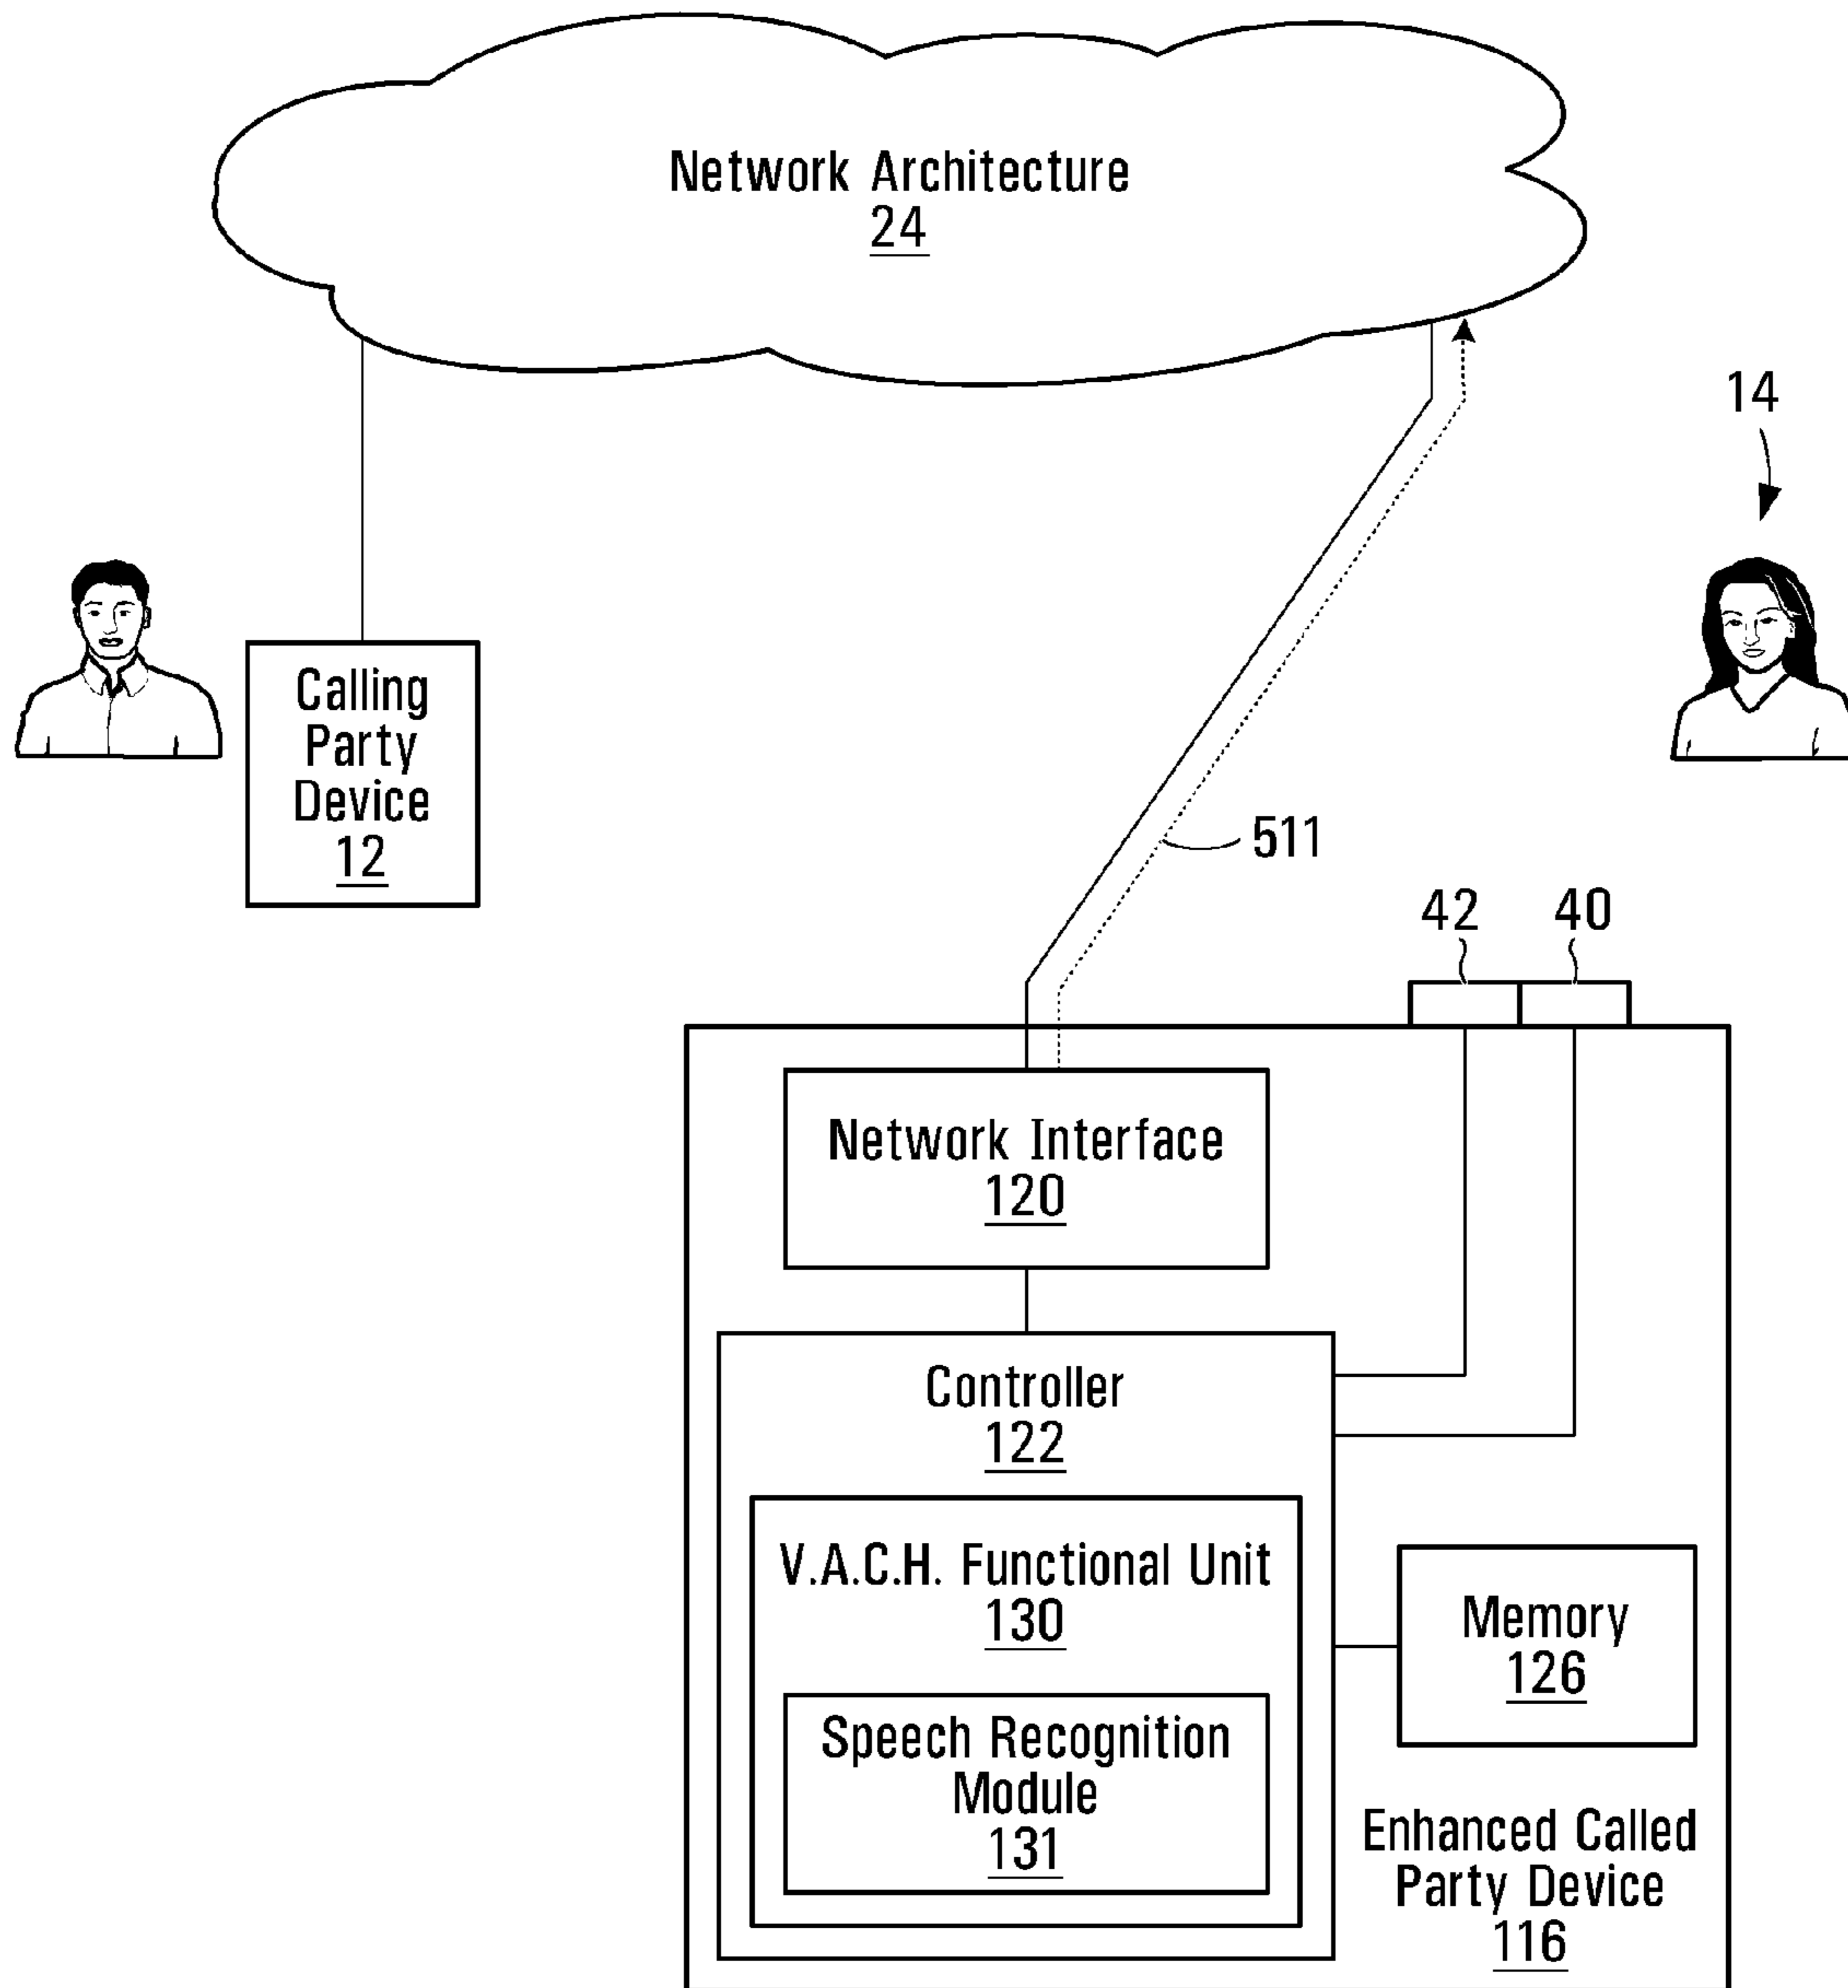 Network Architecture
24
14
Calling
Party
Device
12
511
42
40
Network Interface
120
Controller
122
V.A.C.H. Functional Unit
130
Memory
126
Speech Recognition
Module
131
Enhanced Called
Party Device
116